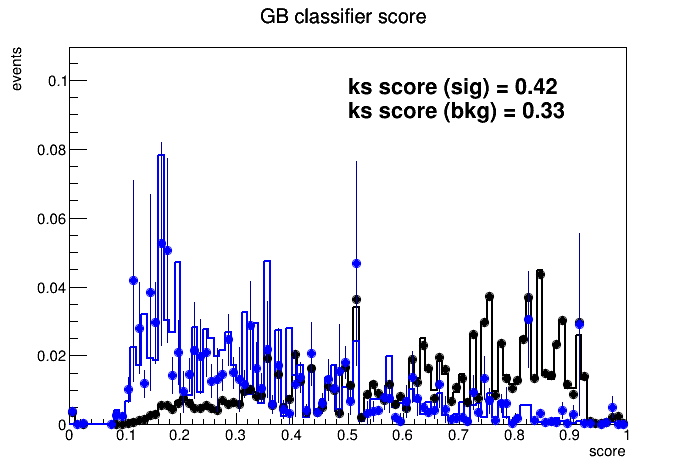 GB classifier score
events
ks score (sig) = 0.42
ks score (bkg) = 0.33
0.1
0.08
0.06
0.04
0.02
0
0 0.1 0.2 0.3 0.4 0.5 0.6 0.7 0.8 0.9 1
score